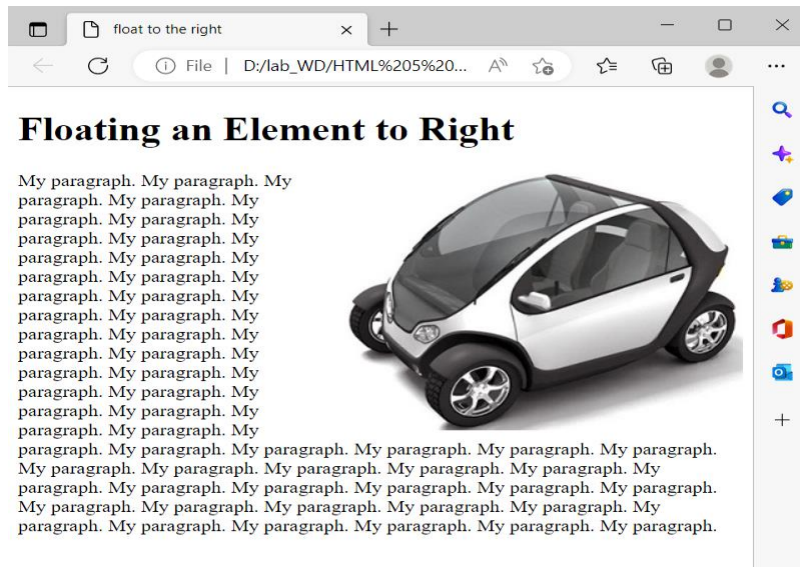 float to the right
File | D:/lab_WD/HTML%205%20...
Floating an Element to Right
My paragraph. My paragraph. My
paragraph. My paragraph. My
paragraph. My paragraph. My
paragraph. My paragraph. My
paragraph. My paragraph. My
paragraph. My paragraph. My
paragraph. My paragraph. My
paragraph. My paragraph. My
paragraph. My paragraph. My
paragraph. My paragraph. My
paragraph. My paragraph. My
paragraph. My paragraph. My
paragraph. My paragraph. My
paragraph. My paragraph. My
paragraph. My paragraph. My paragraph. My paragraph. My paragraph. My paragraph.
My paragraph. My paragraph. My paragraph. My paragraph. My paragraph. My
paragraph. My paragraph. My paragraph. My paragraph. My paragraph. My paragraph.
My paragraph. My paragraph. My paragraph. My paragraph. My paragraph. My
paragraph. My paragraph. My paragraph. My paragraph. My paragraph. My paragraph.